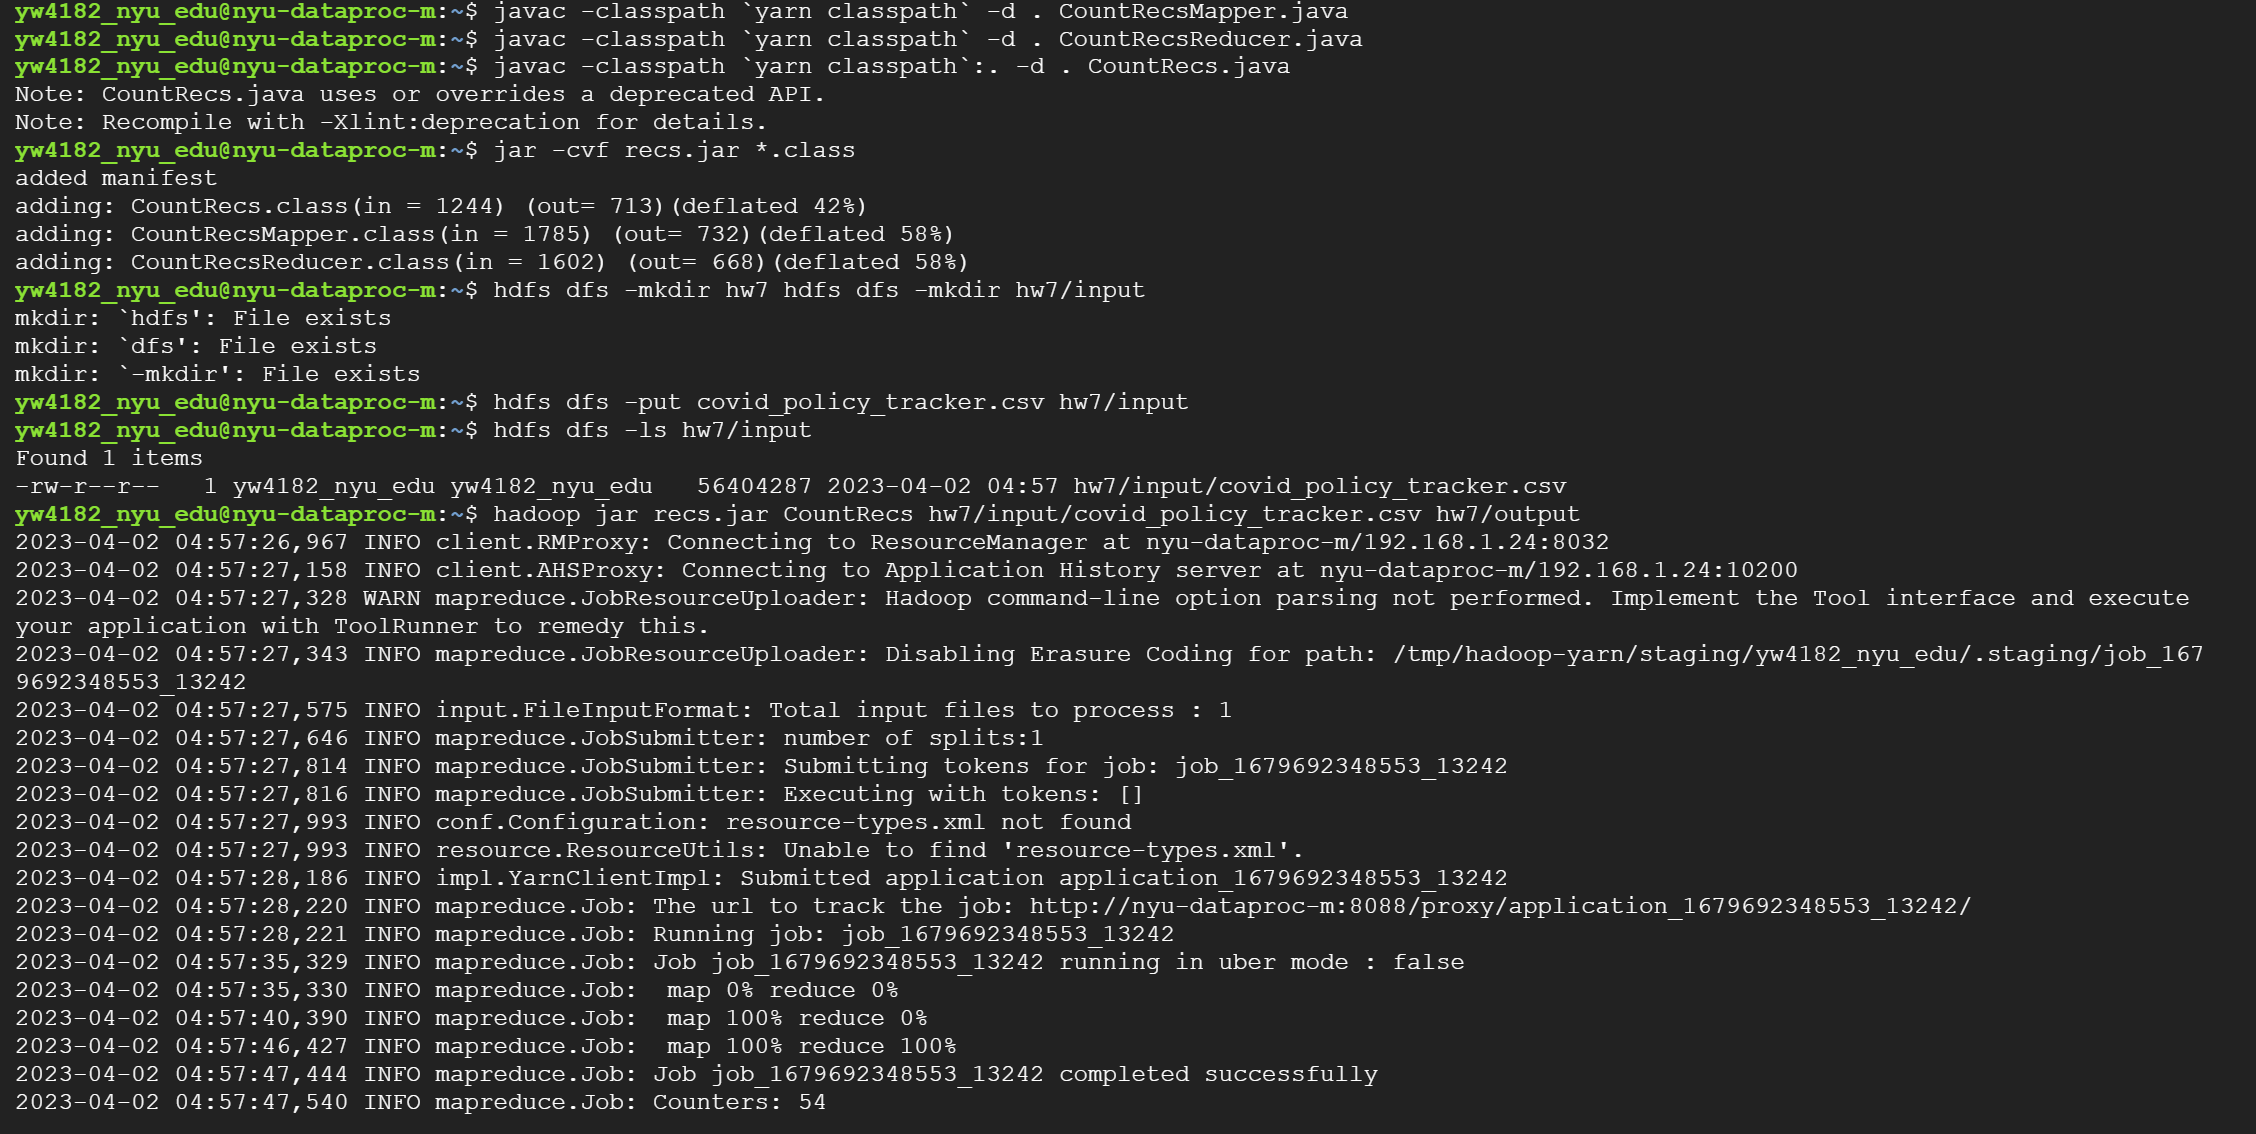 yw4182_nyu_edu@nyu-dataproc-m:~$ javac -classpath `yarn classpath` -d . CountRecsMapper.java
yw4182_nyu_edu@nyu-dataproc-m:~$ javac -classpath `yarn classpath` -d . CountRecsReducer.java
yw4182_nyu_edu@nyu-dataproc-m:~$ javac -classpath `yarn classpath`:. -d . CountRecs.java
Note: CountRecs.java uses or overrides a deprecated API.
Note: Recompile with -Xlint:deprecation for details.
yw4182_nyu_edu@nyu-dataproc-m:~$ jar -cvf recs.jar *.class
added manifest
adding: CountRecs.class(in = 1244) (out= 713)(deflated 42%)
adding: CountRecsMapper.class(in = 1785) (out= 732)(deflated 58%)
adding: CountRecsReducer.class(in = 1602) (out= 668)(deflated 58%)
yw4182_nyu_edu@nyu-dataproc-m:~$ hdfs dfs -mkdir hw7 hdfs dfs -mkdir hw7/input
mkdir: `hdfs': File exists
mkdir: `dfs': File exists
mkdir: `-mkdir': File exists
yw4182_nyu_edu@nyu-dataproc-m:~$ hdfs dfs -put covid_policy_tracker.csv hw7/input
yw4182_nyu_edu@nyu-dataproc-m:~$ hdfs dfs -ls hw7/input
Found 1 items
-rw-r--r--   1 yw4182_nyu_edu yw4182_nyu_edu   56404287 2023-04-02 04:57 hw7/input/covid_policy_tracker.csv
yw4182_nyu_edu@nyu-dataproc-m:~$ hadoop jar recs.jar CountRecs hw7/input/covid_policy_tracker.csv hw7/output
2023-04-02 04:57:26,967 INFO client.RMProxy: Connecting to ResourceManager at nyu-dataproc-m/192.168.1.24:8032
2023-04-02 04:57:27,158 INFO client.AHSProxy: Connecting to Application History server at nyu-dataproc-m/192.168.1.24:10200
2023-04-02 04:57:27,328 WARN mapreduce.JobResourceUploader: Hadoop command-line option parsing not performed. Implement the Tool interface and execute
your application with ToolRunner to remedy this.
2023-04-02 04:57:27,343 INFO mapreduce.JobResourceUploader: Disabling Erasure Coding for path: /tmp/hadoop-yarn/staging/yw4182_nyu_edu/.staging/job_167
9692348553_13242
2023-04-02 04:57:27,575 INFO input.FileInputFormat: Total input files to process : 1
2023-04-02 04:57:27,646 INFO mapreduce.JobSubmitter: number of splits:1
2023-04-02 04:57:27,814 INFO mapreduce.JobSubmitter: Submitting tokens for job: job_1679692348553_13242
2023-04-02 04:57:27,816 INFO mapreduce.JobSubmitter: Executing with tokens: []
2023-04-02 04:57:27,993 INFO conf.Configuration: resource-types.xml not found
2023-04-02 04:57:27,993 INFO resource.ResourceUtils: Unable to find 'resource-types.xml'.
2023-04-02 04:57:28,186 INFO impl.YarnClientImpl: Submitted application application_1679692348553_13242
2023-04-02 04:57:28,220 INFO mapreduce.Job: The url to track the job: http://nyu-dataproc-m:8088/proxy/application_1679692348553_13242/
2023-04-02 04:57:28,221 INFO mapreduce.Job: Running job: job_1679692348553_13242
2023-04-02 04:57:35,329 INFO mapreduce.Job: Job job_1679692348553_13242 running in uber mode : false
2023-04-02 04:57:35,330 INFO mapreduce.Job:  map 0% reduce 0%
2023-04-02 04:57:40,390 INFO mapreduce.Job:  map 100% reduce 0%
2023-04-02 04:57:46,427 INFO mapreduce.Job:  map 100% reduce 100%
2023-04-02 04:57:47,444 INFO mapreduce.Job: Job job_1679692348553_13242 completed successfully
2023-04-02 04:57:47,540 INFO mapreduce.Job: Counters: 54